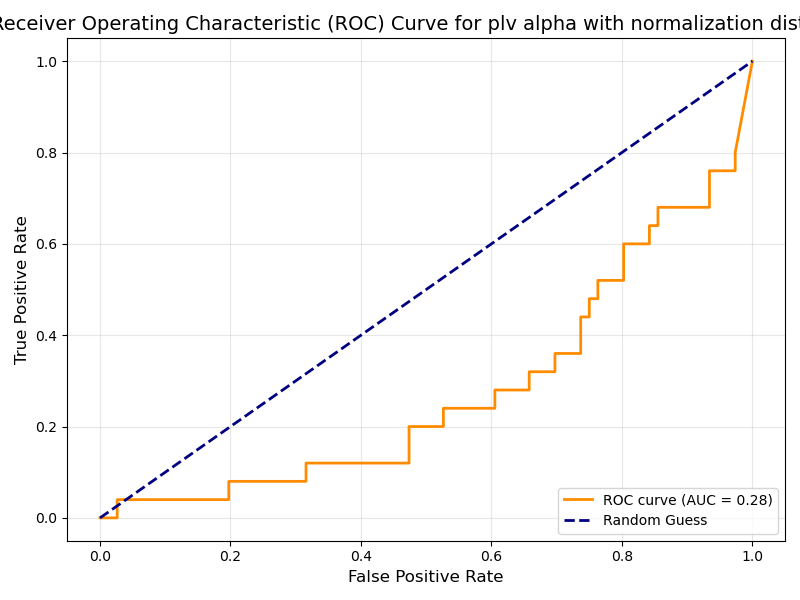 Receiver Operating Characteristic (ROC) Curve for plv alpha with normalization dist
1.0
0.8
0.6
0.4
0.2
0.0
True Positive Rate
0.0 0.2 0.4 0.6 0.8 1.0
False Positive Rate
ROC curve (AUC = 0.28)
Random Guess